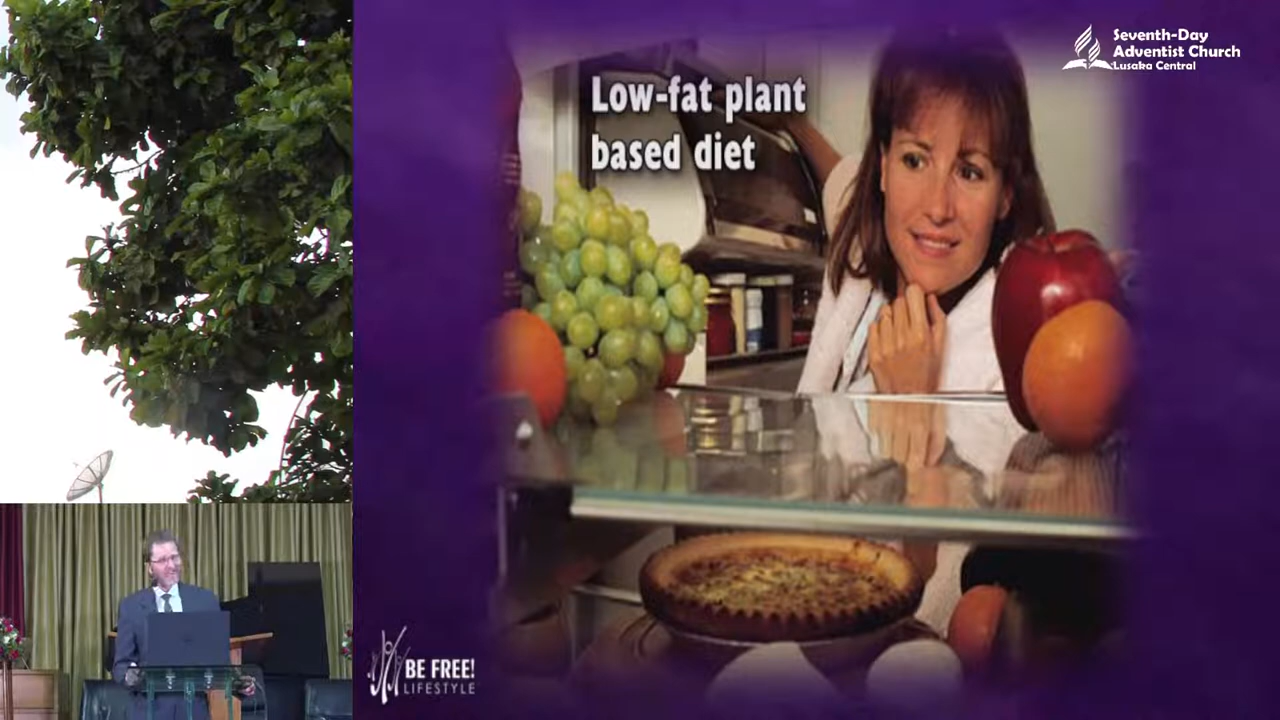 Low-fat plant
based diet
Seventh-Day
Adventist Church
Lusaka Central
BE FREE!
LIFESTYLE